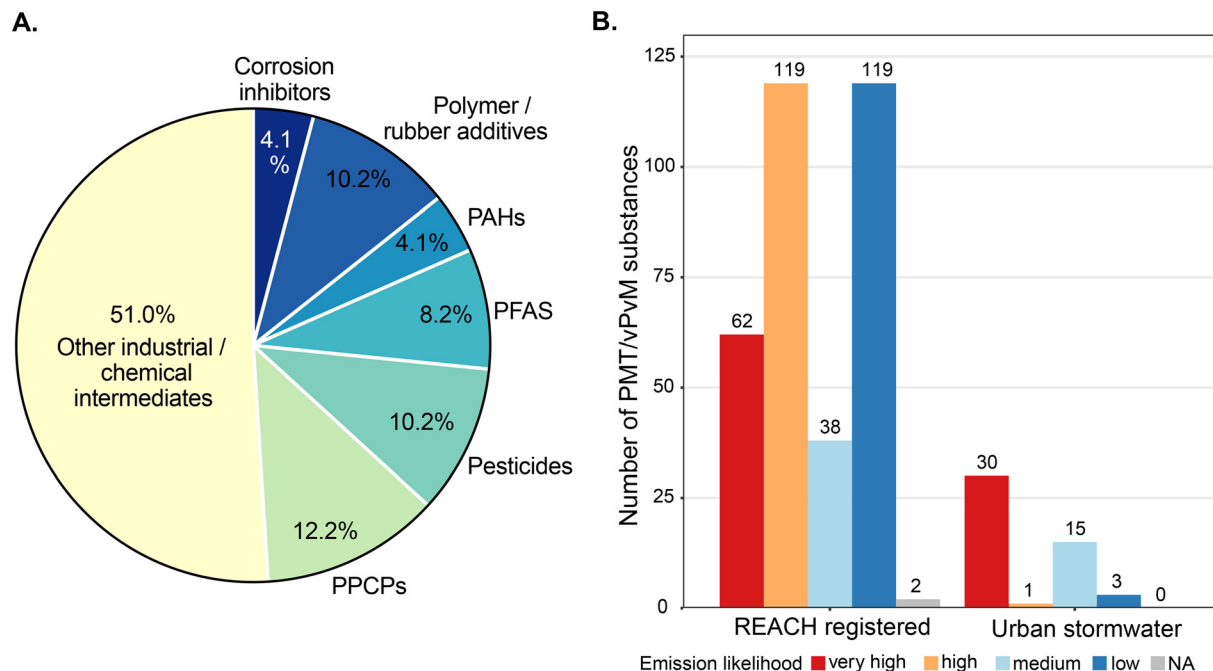 A.
Corrosion
inhibitors
4.1
%
Polymer /
rubber additives
10.2%
PAHs
4.1%
PFAS
8.2%
Pesticides
10.2%
PPCPs
12.2%
51.0%
Other industrial /
chemical
intermediates
B.
Number of PMT/vPvM substances
125
100
75
50
25
0
62
119
38
119
2
30
1
15
3
0
REACH registered
Urban stormwater
Emission likelihood very high high medium low NA